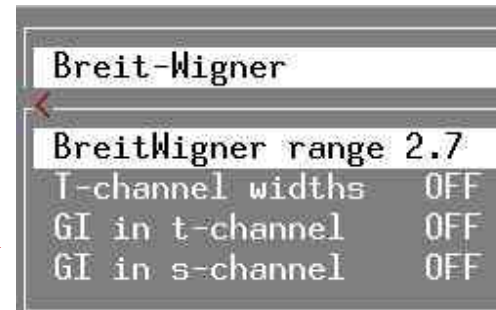 Breit-Wigner
BreitWigner range 2.7
T-channel widths OFF
GI in t-channel OFF
GI in s-channel OFF